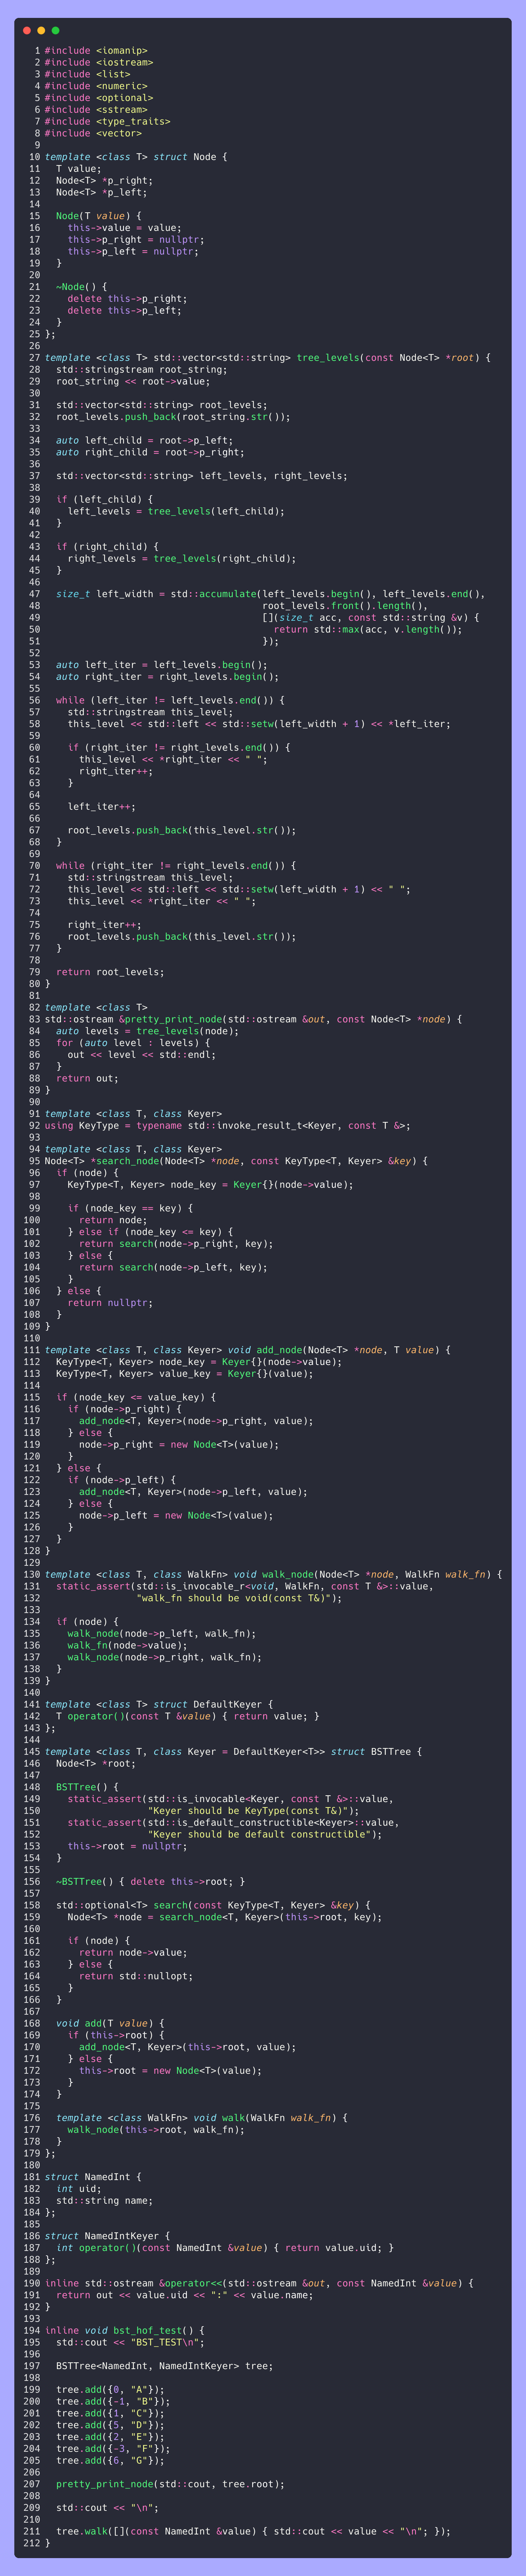 1 #include <iomanip>
2 #include <iostream>
3 #include <list>
4 #include <numeric>
5 #include <optional>
6 #include <sstream>
7 #include <type_traits>
8 #include <vector>
9
10 template <class T> struct Node {
11   T value;
12   Node<T> *p_right;
13   Node<T> *p_left;
14
15   Node(T value) {
16     this->value = value;
17     this->p_right = nullptr;
18     this->p_left = nullptr;
19   }
20
21   ~Node() {
22     delete this->p_right;
23     delete this->p_left;
24   }
25 };
26
27 template <class T> std::vector<std::string> tree_levels(const Node<T> *root) {
28   std::stringstream root_string;
29   root_string << root->value;
30
31   std::vector<std::string> root_levels;
32   root_levels.push_back(root_string.str());
33
34   auto left_child = root->p_left;
35   auto right_child = root->p_right;
36
37   std::vector<std::string> left_levels, right_levels;
38
39   if (left_child) {
40     left_levels = tree_levels(left_child);
41   }
42
43   if (right_child) {
44     right_levels = tree_levels(right_child);
45   }
46
47   size_t left_width = std::accumulate(left_levels.begin(), left_levels.end(),
48                                       root_levels.front().length(),
49                                       [](size_t acc, const std::string &v) {
50                                         return std::max(acc, v.length());
51                                       });
52
53   auto left_iter = left_levels.begin();
54   auto right_iter = right_levels.begin();
55
56   while (left_iter != left_levels.end()) {
57     std::stringstream this_level;
58     this_level << std::left << std::setw(left_width + 1) << *left_iter;
59
60     if (right_iter != right_levels.end()) {
61       this_level << *right_iter << " ";
62       right_iter++;
63     }
64
65     left_iter++;
66
67     root_levels.push_back(this_level.str());
68   }
69
70   while (right_iter != right_levels.end()) {
71     std::stringstream this_level;
72     this_level << std::left << std::setw(left_width + 1) << " ";
73     this_level << *right_iter << " ";
74
75     right_iter++;
76     root_levels.push_back(this_level.str());
77   }
78
79   return root_levels;
80 }
81
82 template <class T>
83 std::ostream &pretty_print_node(std::ostream &out, const Node<T> *node) {
84   auto levels = tree_levels(node);
85   for (auto level : levels) {
86     out << level << std::endl;
87   }
88   return out;
89 }
90
91 template <class T, class Keyer>
92 using KeyType = typename std::invoke_result_t<Keyer, const T &>;
93
94 template <class T, class Keyer>
95 Node<T> *search_node(Node<T> *node, const KeyType<T, Keyer> &key) {
96   if (node) {
97     KeyType<T, Keyer> node_key = Keyer{}(node->value);
98
99     if (node_key == key) {
100       return node;
101     } else if (node_key <= key) {
102       return search(node->p_right, key);
103     } else {
104       return search(node->p_left, key);
105     }
106   } else {
107     return nullptr;
108   }
109 }
110
111 template <class T, class Keyer> void add_node(Node<T> *node, T value) {
112   KeyType<T, Keyer> node_key = Keyer{}(node->value);
113   KeyType<T, Keyer> value_key = Keyer{}(value);
114
115   if (node_key <= value_key) {
116     if (node->p_right) {
117       add_node<T, Keyer>(node->p_right, value);
118     } else {
119       node->p_right = new Node<T>(value);
120     }
121   } else {
122     if (node->p_left) {
123       add_node<T, Keyer>(node->p_left, value);
124     } else {
125       node->p_left = new Node<T>(value);
126     }
127   }
128 }
129
130 template <class T, class WalkFn> void walk_node(Node<T> *node, WalkFn walk_fn) {
131   static_assert(std::is_invocable_r<void, WalkFn, const T &>::value,
132                 "walk_fn should be void(const T&)");
133
134   if (node) {
135     walk_node(node->p_left, walk_fn);
136     walk_fn(node->value);
137     walk_node(node->p_right, walk_fn);
138   }
139 }
140
141 template <class T> struct DefaultKeyer {
142   T operator()(const T &value) { return value; }
143 };
144
145 template <class T, class Keyer = DefaultKeyer<T>> struct BSTTree {
146   Node<T> *root;
147
148   BSTTree() {
149     static_assert(std::is_invocable<Keyer, const T &>::value,
150                   "Keyer should be KeyType(const T&)");
151     static_assert(std::is_default_constructible<Keyer>::value,
152                   "Keyer should be default constructible");
153     this->root = nullptr;
154   }
155
156   ~BSTTree() { delete this->root; }
157
158   std::optional<T> search(const KeyType<T, Keyer> &key) {
159     Node<T> *node = search_node<T, Keyer>(this->root, key);
160
161     if (node) {
162       return node->value;
163     } else {
164       return std::nullopt;
165     }
166   }
167
168   void add(T value) {
169     if (this->root) {
170       add_node<T, Keyer>(this->root, value);
171     } else {
172       this->root = new Node<T>(value);
173     }
174   }
175
176   template <class WalkFn> void walk(WalkFn walk_fn) {
177     walk_node(this->root, walk_fn);
178   }
179 };
180
181 struct NamedInt {
182   int uid;
183   std::string name;
184 };
185
186 struct NamedIntKeyer {
187   int operator()(const NamedInt &value) { return value.uid; }
188 };
189
190 inline std::ostream &operator<<(std::ostream &out, const NamedInt &value) {
191   return out << value.uid << ":" << value.name;
192 }
193
194 inline void bst_hof_test() {
195   std::cout << "BST_TEST\n";
196
197   BSTTree<NamedInt, NamedIntKeyer> tree;
198
199   tree.add({0, "A"});
200   tree.add({-1, "B"});
201   tree.add({1, "C"});
202   tree.add({5, "D"});
203   tree.add({2, "E"});
204   tree.add({-3, "F"});
205   tree.add({6, "G"});
206
207   pretty_print_node(std::cout, tree.root);
208
209   std::cout << "\n";
210
211   tree.walk([](const NamedInt &value) { std::cout << value << "\n"; });
212 }